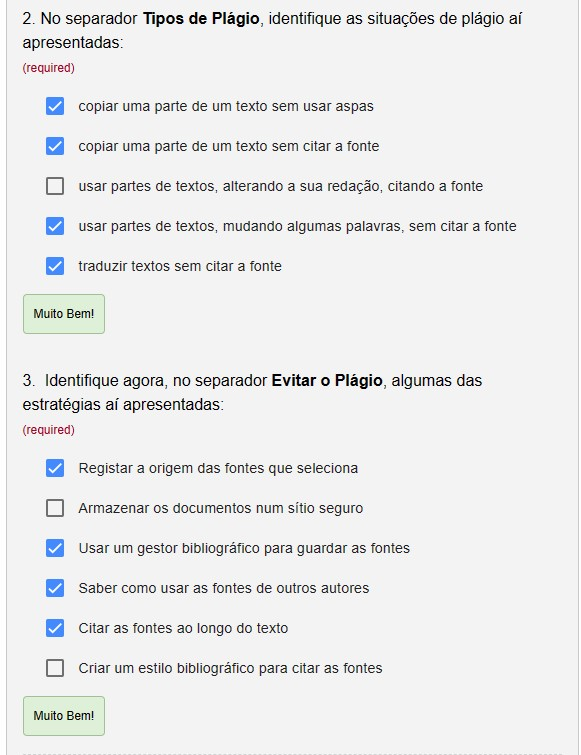 2. No separador Tipos de Plágio, identifique as situações de plágio aí
apresentadas:
(required)
copiar uma parte de um texto sem usar aspas
copiar uma parte de um texto sem citar a fonte
usar partes de textos, alterando a sua redação, citando a fonte
usar partes de textos, mudando algumas palavras, sem citar a fonte
traduzir textos sem citar a fonte
Muito Bem!
3. Identifique agora, no separador Evitar o Plágio, algumas das
estratégias aí apresentadas:
(required)
Registar a origem das fontes que seleciona
Armazenar os documentos num sítio seguro
Usar um gestor bibliográfico para guardar as fontes
Saber como usar as fontes de outros autores
Citar as fontes ao longo do texto
Criar um estilo bibliográfico para citar as fontes
Muito Bem!